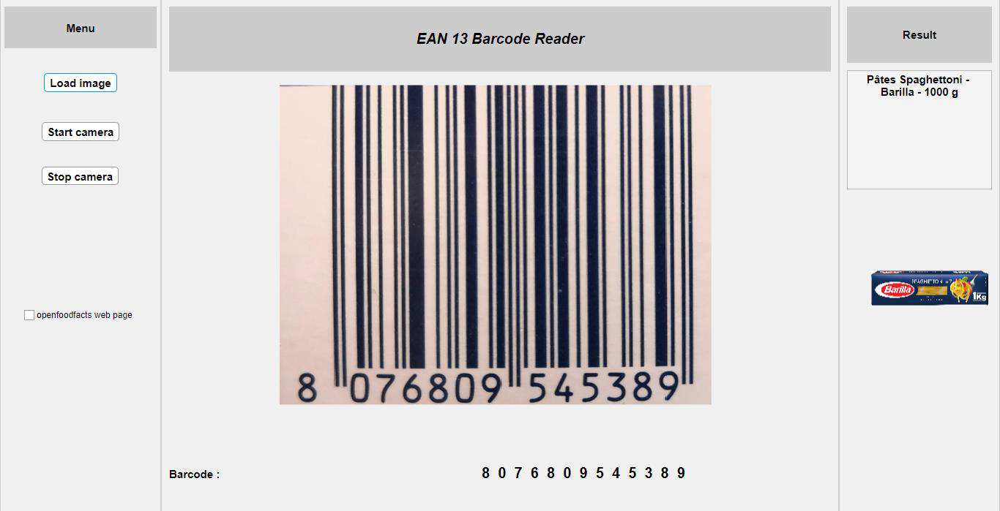 Menu
Load image
Start camera
Stop camera
openfoodfacts web page
EAN 13 Barcode Reader
8 076809 545389
Barcode :
8 0 7 6 8 0 9 5 4 5 3 8 9
Result
Pâtes Spaghettoni -
Barilla - 1000 g
Barilla
1Kg